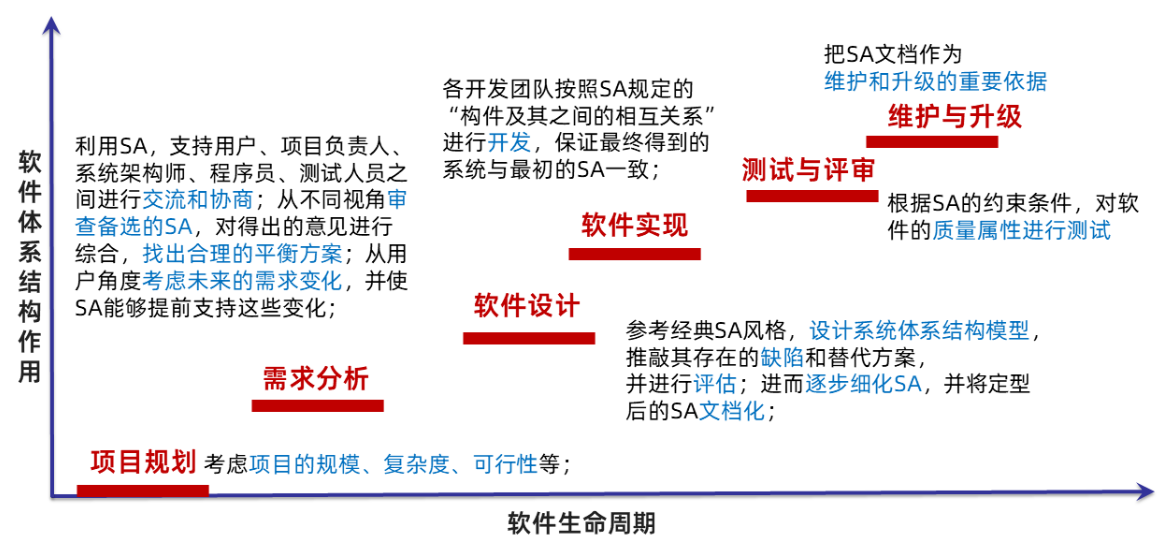 把SA文档作为
维护和升级的重要依据
维护与升级
各开发团队按照SA规定的
“构件及其之间的相互关系”
进行开发，保证最终得到的
系统与最初的SA一致；
测试与评审
根据SA的约束条件，对软
件的质量属性进行测试
利用SA，支持用户、项目负责人、
系统架构师、程序员、测试人员之
间进行交流和协商；从不同视角审
查备选的SA，对得出的意见进行
综合，找出合理的平衡方案；从用
户角度考虑未来的需求变化，并使
SA能够提前支持这些变化；
软件实现
软件设计
参考经典SA风格，设计系统体系结构模型，
推敲其存在的缺陷和替代方案，
并进行评估；进而逐步细化SA，并将定型
后的SA文档化；
需求分析
项目规划
考虑项目的规模、复杂度、可行性等；
软件体系结构作用
软件生命周期